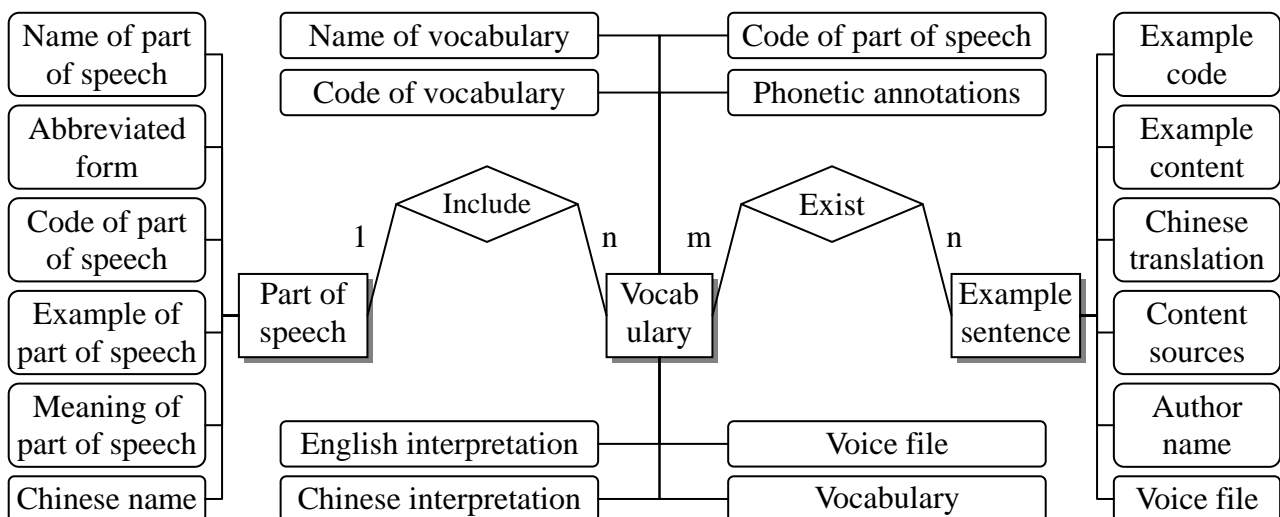 Name of part
of speech
Abbreviated
form
Code of part
of speech
Example of
part of speech
Meaning of
part of speech
Chinese name
Name of vocabulary
Code of vocabulary
Code of part of speech
Phonetic annotations
Include
Exist
1
n
m
n
Part of
speech
Vocab
ulary
Example
sentence
English interpretation
Chinese interpretation
Voice file
Vocabulary
Example
code
Example
content
Chinese
translation
Content
sources
Author
name
Voice file